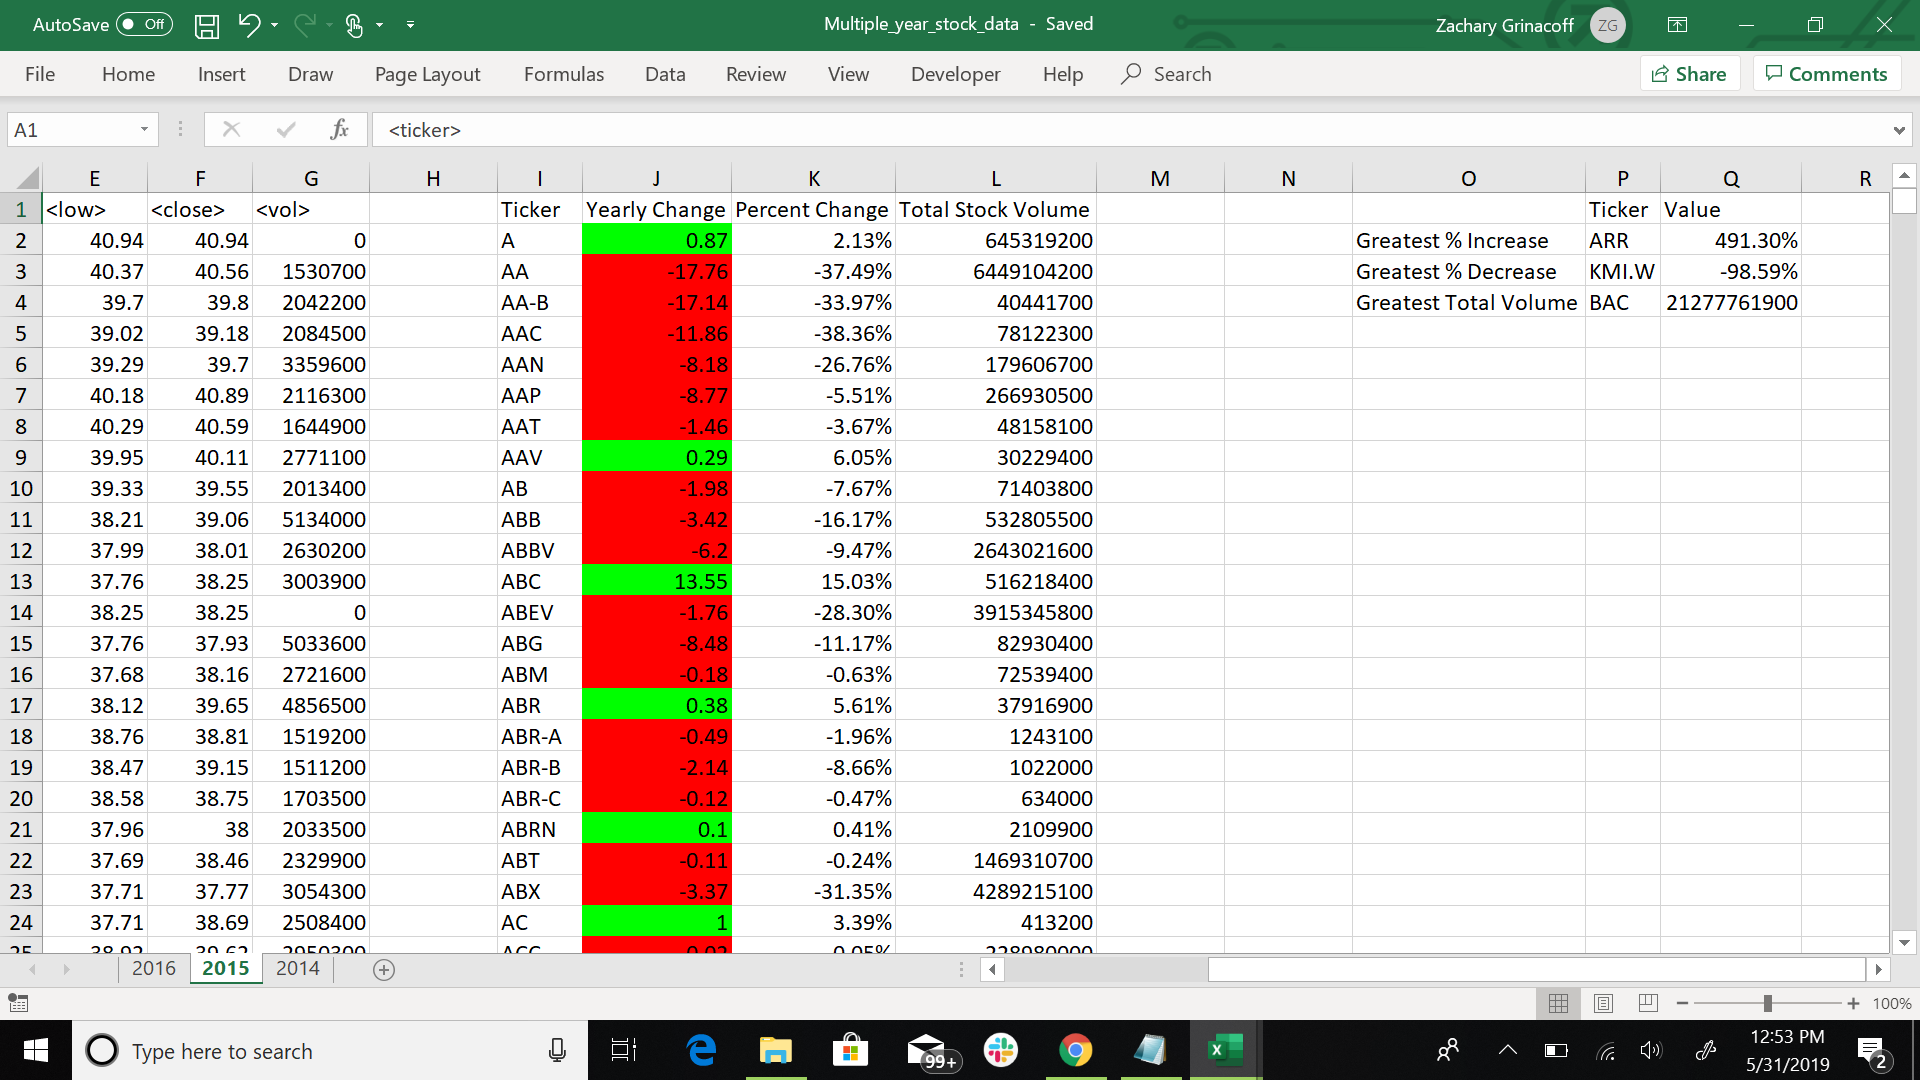 AutoSave Off Multiple_year_stock_data - Saved Zachary Grinacoff ZG
File Home Insert Draw Page Layout Formulas Data Review View Developer Help Search Share Comments
A1 fx <ticker>
E F G H I J K L M N O P Q R
1 <low> <close> <vol> Ticker Yearly Change Percent Change Total Stock Volume Ticker Value
2 40.94 40.94 0 A 0.87 2.13% 645319200 Greatest % Increase ARR 491.30%
3 40.37 40.56 1530700 AA -17.76 -37.49% 6449104200 Greatest % Decrease KMI.W -98.59%
4 39.7 39.8 2042200 AA-B -17.14 -33.97% 40441700 Greatest Total Volume BAC 21277761900
5 39.02 39.18 2084500 AAC -11.86 -38.36% 78122300
6 39.29 39.7 3359600 AAN -8.18 -26.76% 179606700
7 40.18 40.89 2116300 AAP -8.77 -5.51% 266930500
8 40.29 40.59 1644900 AAT -1.46 -3.67% 48158100
9 39.95 40.11 2771100 AAV 0.29 6.05% 30229400
10 39.33 39.55 2013400 AB -1.98 -7.67% 71403800
11 38.21 39.06 5134000 ABB -3.42 -16.17% 532805500
12 37.99 38.01 2630200 ABBV -6.2 -9.47% 2643021600
13 37.76 38.25 3003900 ABC 13.55 15.03% 516218400
14 38.25 38.25 0 ABEV -1.76 -28.30% 3915345800
15 37.76 37.93 5033600 ABG -8.48 -11.17% 82930400
16 37.68 38.16 2721600 ABM -0.18 -0.63% 72539400
17 38.12 39.65 4856500 ABR 0.38 5.61% 37916900
18 38.76 38.81 1519200 ABR-A -0.49 -1.96% 1243100
19 38.47 39.15 1511200 ABR-B -2.14 -8.66% 1022000
20 38.58 38.75 1703500 ABR-C -0.12 -0.47% 634000
21 37.96 38 2033500 ABRN 0.1 0.41% 2109900
22 37.69 38.46 2329900 ABT -0.11 -0.24% 1469310700
23 37.71 37.77 3054300 ABX -3.37 -31.35% 4289215100
24 37.71 38.69 2508400 AC 1 3.39% 413200
2016 2015 2014
100%
Type here to search 99+ 12:53 PM
5/31/2019 2